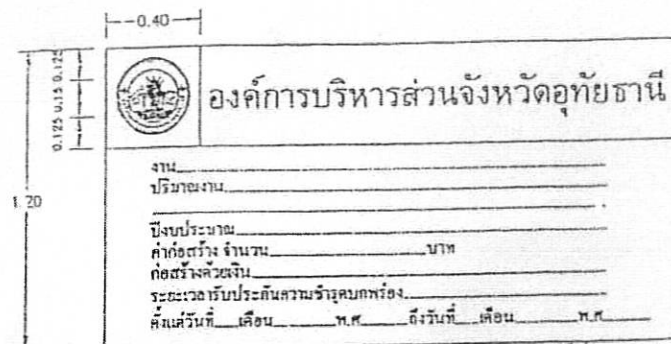 0.40
0.125
0.15
0.125
1.20
องค์การบริหารส่วนจังหวัดอุทัยธานี
งาน
ปริมาณงาน
ปีงบประมาณ
ค่าก่อสร้าง จำนวน บาท
ก่อสร้างด้วยเงิน
ระยะเวลารับประกันความชำรุดบกพร่อง
ตั้งแต่วันที่ เดือน พ.ศ. ถึงวันที่ เดือน พ.ศ.